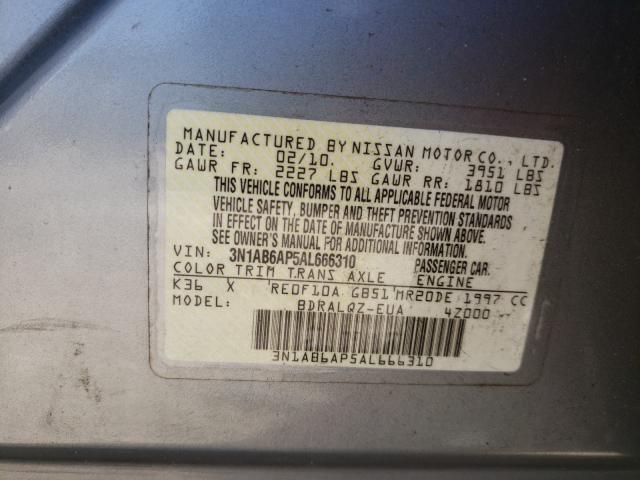 MANUFACTURED BY NISSAN MOTOR CO., LTD.
DATE: 02/10. GVWR: 3951 LBS
GAWR FR: 2227 LBS GAWR RR: 1810 LBS
THIS VEHICLE CONFORMS TO ALL APPLICABLE FEDERAL MOTOR
VEHICLE SAFETY, BUMPER AND THEFT PREVENTION STANDARDS
IN EFFECT ON THE DATE OF MANUFACTURE SHOWN ABOVE.
SEE OWNER'S MANUAL FOR ADDITIONAL INFORMATION.
VIN: 3N1AB6AP5AL666310 PASSENGER CAR.
COLOR TRIM TRANS AXLE ENGINE
K36 X RE0F10A GB51 MR20DE 1997 CC
MODEL: BDRALQZ-EUA 4Z000 --
3N1AB6AP5AL666310